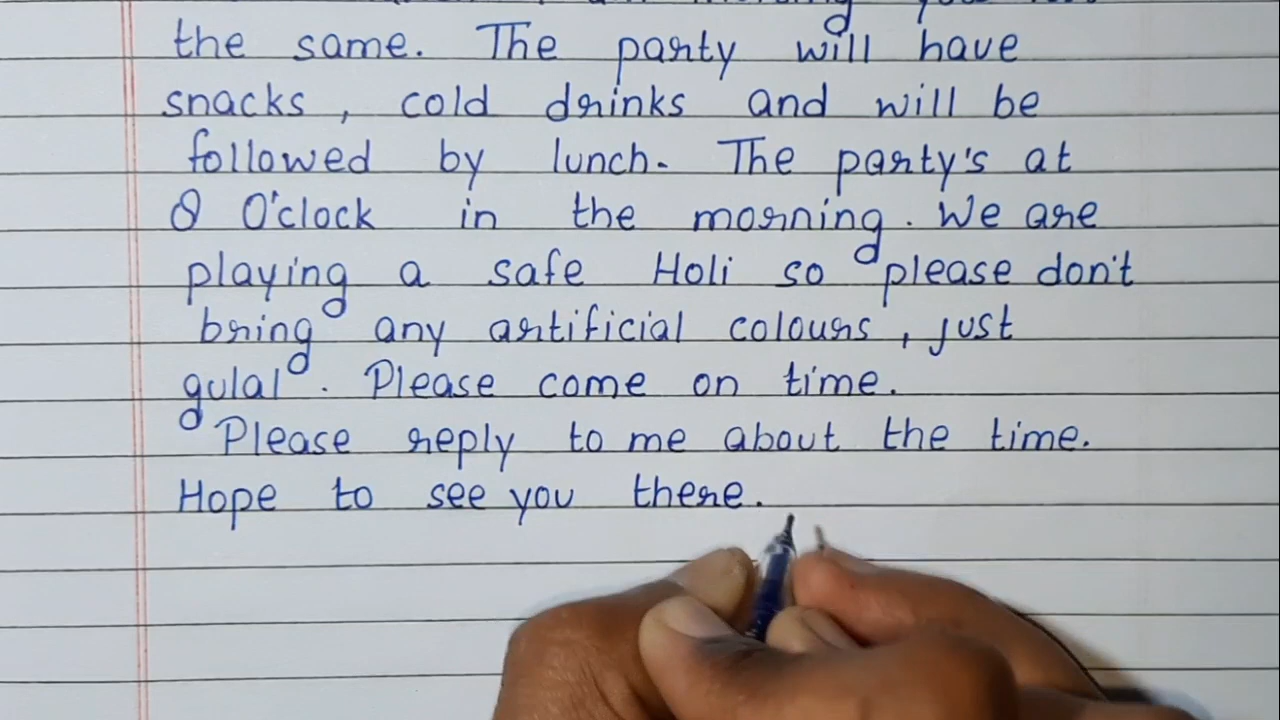 the same. The party will have
snacks, cold drinks and will be
followed by lunch. The party's at
8 O'clock in the morning. We are
playing a safe Holi so please don't
bring any artificial colours, just
gulal. Please come on time.
Please reply to me about the time.
Hope to see you there.